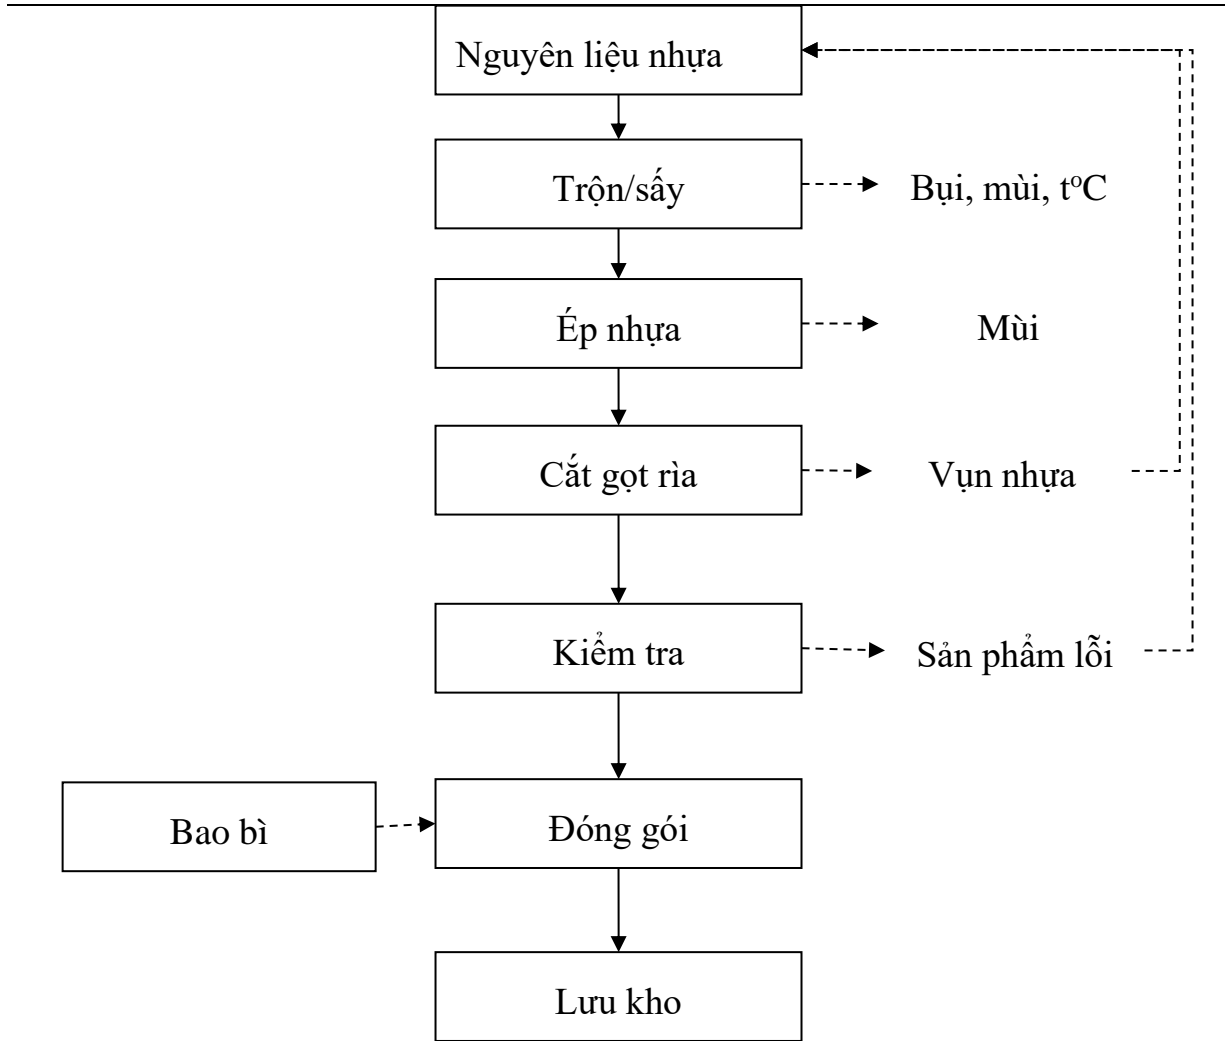 Nguyên liệu nhựa
Trộn/sấy
Bụi, mùi, tºC
Ép nhựa
Mùi
Cắt gọt rìa
Vụn nhựa
Kiểm tra
Sản phẩm lỗi
Bao bì
Đóng gói
Lưu kho